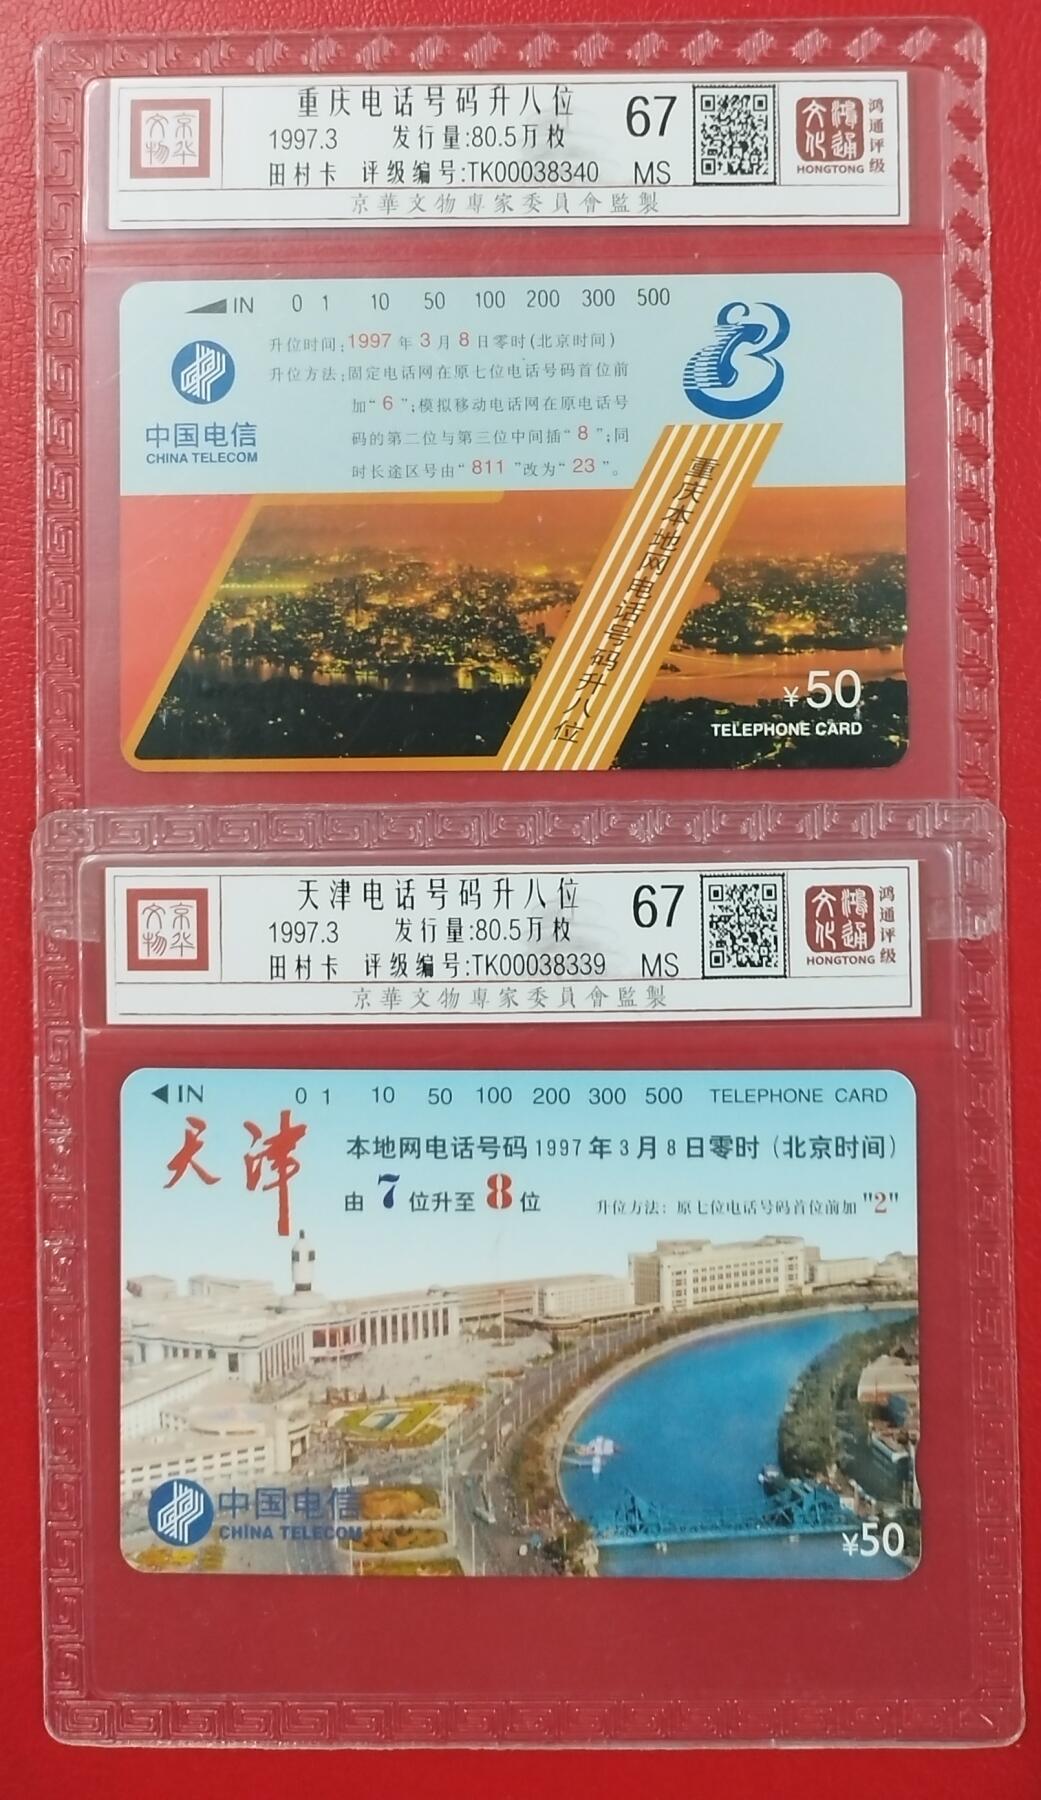 京华文物
重庆电话号码升八位
1997.3 发行量:80.5万枚
田村卡 评级编号:TK00038340
67
MS
鸿通文化
HONGTONG
鸿通评级
京華文物專家委員會監製
IN 0 1 10 50 100 200 300 500
升位时间:1997年3月8日零时(北京时间)
升位方法:固定电话网在原七位电话号码首位前
加“6”;模拟移动电话网在原电话号
码的第二位与第三位中间插“8”;同
时长途区号由“811”改为“23”。
中国电信
CHINA TELECOM
8
重庆本地网电话号码升八位
¥50
TELEPHONE CARD
京华文物
天津电话号码升八位
1997.3 发行量:80.5万枚
田村卡 评级编号:TK00038339
67
MS
鸿通文化
HONGTONG
鸿通评级
京華文物專家委員會監製
IN 0 1 10 50 100 200 300 500 TELEPHONE CARD
天津
本地网电话号码1997年3月8日零时(北京时间)
由7位升至8位
升位方法:原七位电话号码首位前加"2"
中国电信
CHINA TELECOM
¥50